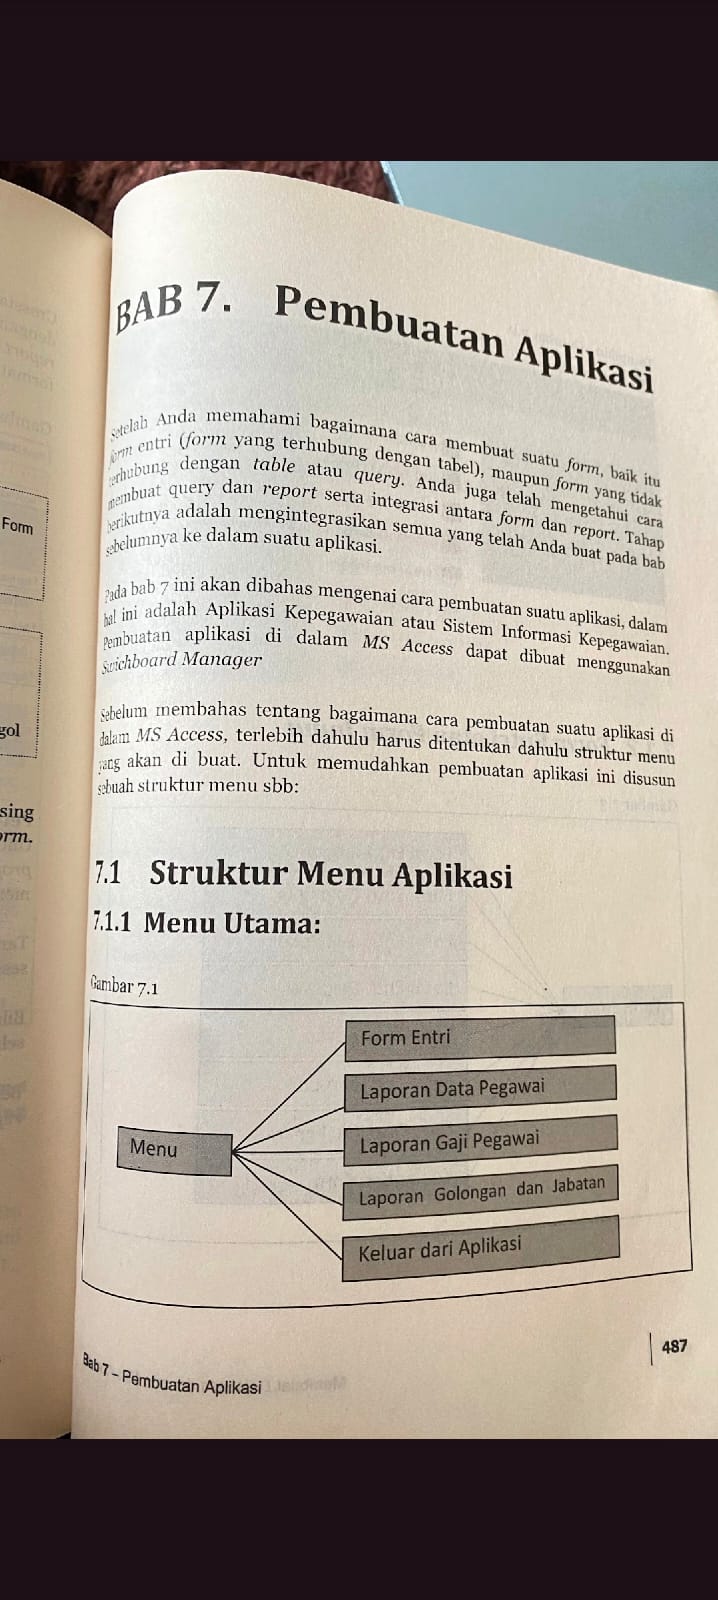 BAB 7. Pembuatan Aplikasi
Setelah Anda memahami bagaimana cara membuat suatu form, baik itu
form entri (form yang terhubung dengan tabel), maupun form yang tidak
terhubung dengan table atau query. Anda juga telah mengetahui cara
membuat query dan report serta integrasi antara form dan report. Tahap
berikutnya adalah mengintegrasikan semua yang telah Anda buat pada bab
sebelumnya ke dalam suatu aplikasi.
Pada bab 7 ini akan dibahas mengenai cara pembuatan suatu aplikasi, dalam
hal ini adalah Aplikasi Kepegawaian atau Sistem Informasi Kepegawaian.
Pembuatan aplikasi di dalam MS Access dapat dibuat menggunakan
Swichboard Manager
Sebelum membahas tentang bagaimana cara pembuatan suatu aplikasi di
dalam MS Access, terlebih dahulu harus ditentukan dahulu struktur menu
yang akan di buat. Untuk memudahkan pembuatan aplikasi ini disusun
sebuah struktur menu sbb:
7.1 Struktur Menu Aplikasi
7.1.1 Menu Utama:
Gambar 7.1
Menu
Form Entri
Laporan Data Pegawai
Laporan Gaji Pegawai
Laporan Golongan dan Jabatan
Keluar dari Aplikasi
Bab 7 – Pembuatan Aplikasi
487
Form
gol
sing
orm.